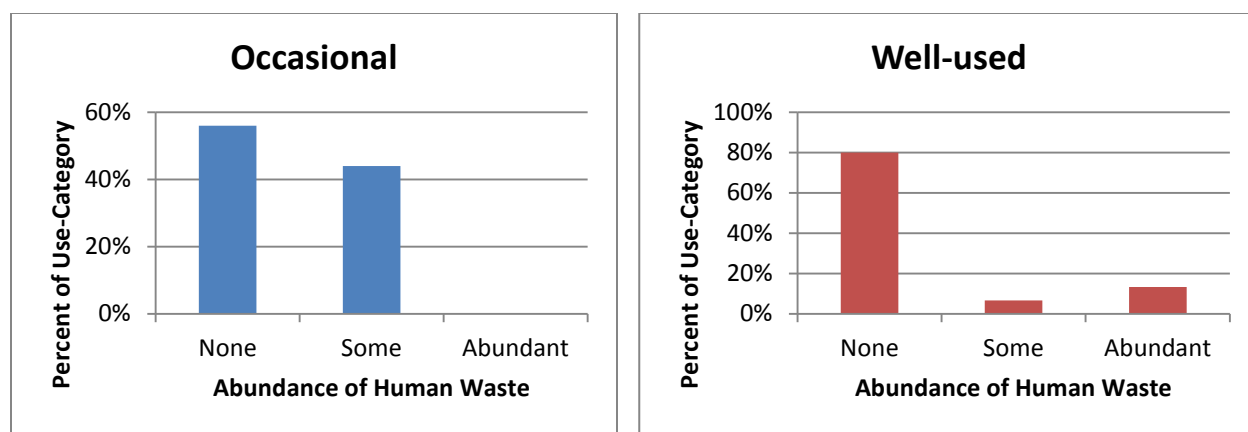 Occasional
Percent of Use-Category
60%
40%
20%
0%
None Some Abundant
Abundance of Human Waste
Well-used
Percent of Use-Category
100%
80%
60%
40%
20%
0%
None Some Abundant
Abundance of Human Waste